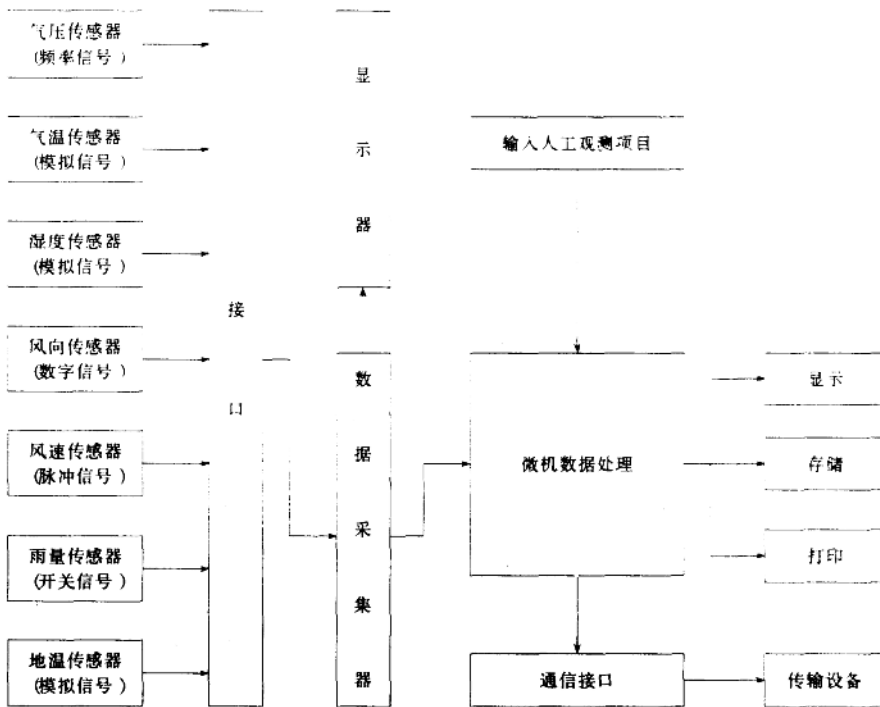 气压传感器
(频率信号)
气温传感器
(模拟信号)
湿度传感器
(模拟信号)
风向传感器
(数字信号)
风速传感器
(脉冲信号)
雨量传感器
(开关信号)
地温传感器
(模拟信号)
接
口
显
示
器
数
据
采
集
器
输入人工观测项目
微机数据处理
通信接口
显示
存储
打印
传输设备